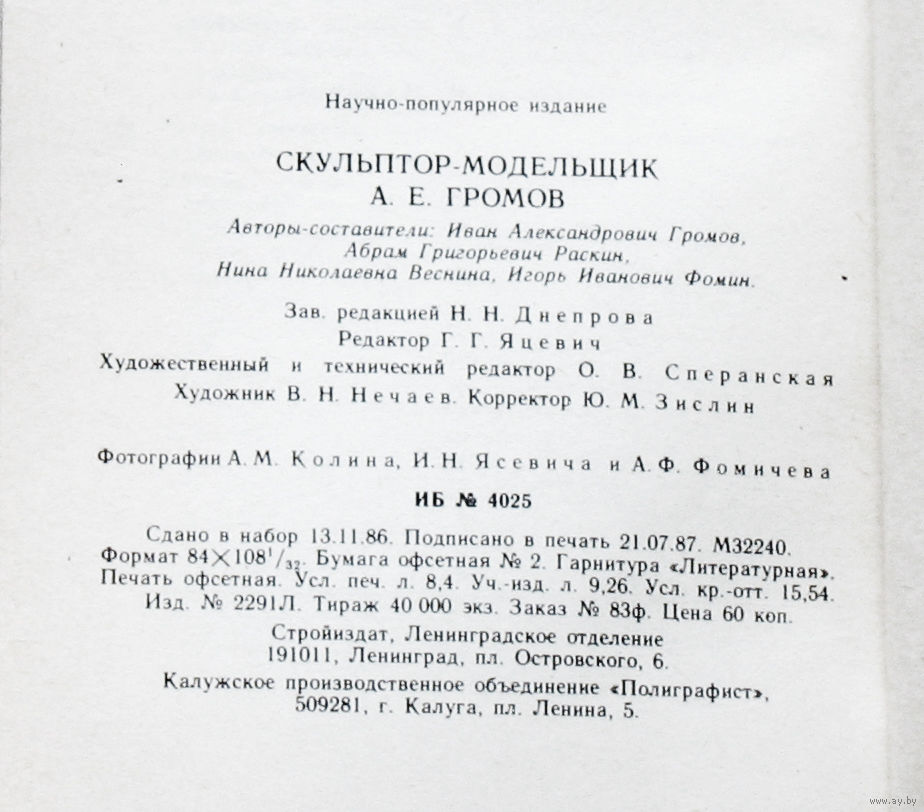 Научно-популярное издание
СКУЛЬПТОР-МОДЕЛЬЩИК
А. Е. ГРОМОВ
Авторы-составители: Иван Александрович Громов,
Абрам Григорьевич Раскин,
Нина Николаевна Веснина, Игорь Иванович Фомин.
Зав. редакцией Н. Н. Днепрова
Редактор Г. Г. Яцевич
Художественный и технический редактор О. В. Сперанская
Художник В. Н. Нечаев. Корректор Ю. М. Зислин
Фотографии А. М. Колина, И. Н. Ясевича и А. Ф. Фомичева
ИБ № 4025
Сдано в набор 13.11.86. Подписано в печать 21.07.87. М32240.
Формат 84×108¹/₃₂. Бумага офсетная № 2. Гарнитура «Литературная».
Печать офсетная. Усл. печ. л. 8,4. Уч.-изд. л. 9,26. Усл. кр.-отт. 15,54.
Изд. № 2291Л. Тираж 40 000 экз. Заказ № 83ф. Цена 60 коп.
Стройиздат, Ленинградское отделение
191011, Ленинград, пл. Островского, 6.
Калужское производственное объединение «Полиграфист»,
509281, г. Калуга, пл. Ленина, 5.
www.ay.by